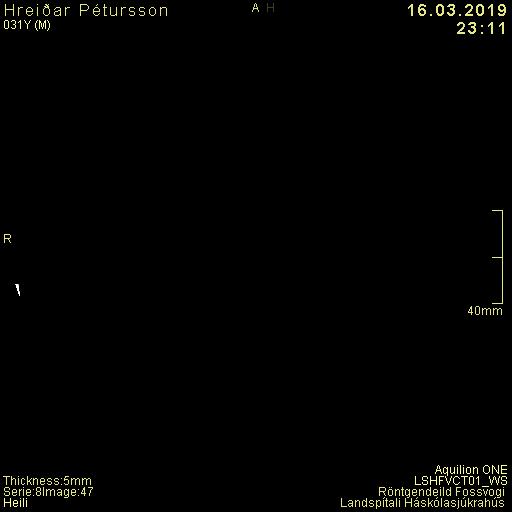 Hreiðar Pétursson
A H
16.03.2019
031Y (M)
23:11
R
40mm
Aquilion ONE
Thickness:5mm
LSHFVCT01_WS
Serie:8Image:47
Röntgendeild Fossvogi
Heili
Landspítali Háskólasjúkrahús